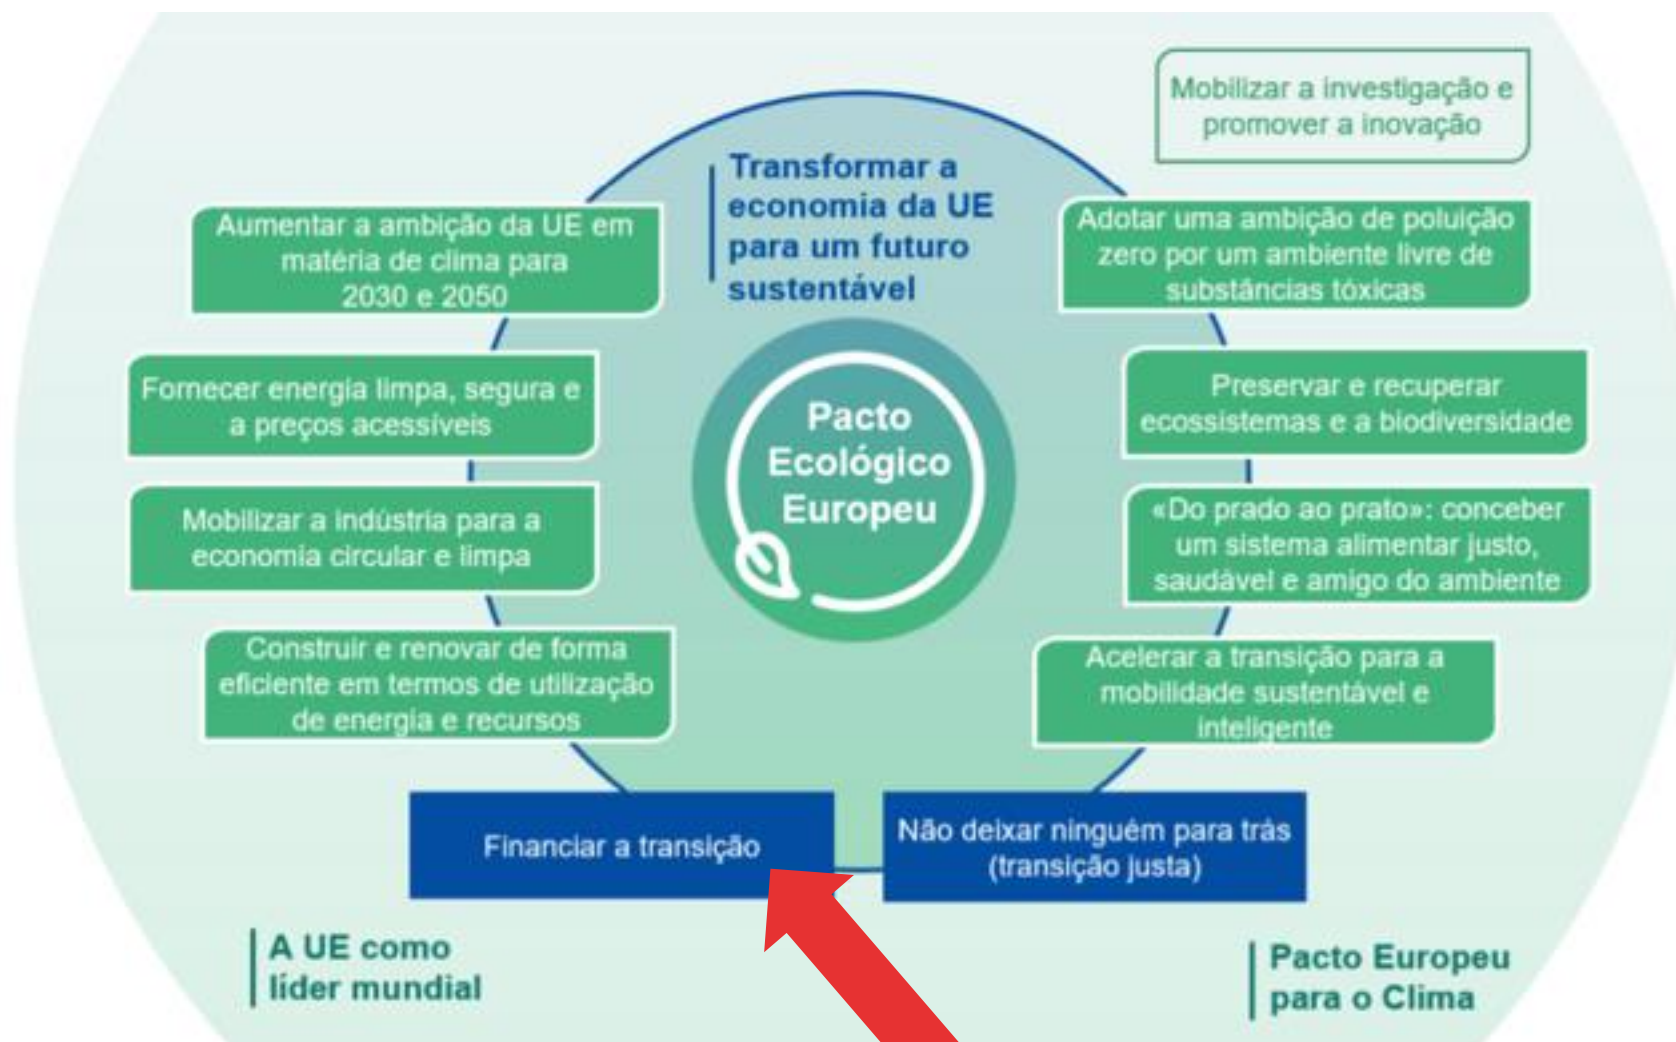 Mobilizar a investigação e
promover a inovação
Transformar a
economia da UE
para um futuro
sustentável
Aumentar a ambição da UE em
matéria de clima para
2030 e 2050
Adotar uma ambição de poluição
zero por um ambiente livre de
substâncias tóxicas
Fornecer energia limpa, segura e
a preços acessíveis
Pacto
Ecológico
Europeu
Preservar e recuperar
ecossistemas e a biodiversidade
Mobilizar a indústria para a
economia circular e limpa
«Do prado ao prato»: conceber
um sistema alimentar justo,
saudável e amigo do ambiente
Construir e renovar de forma
eficiente em termos de utilização
de energia e recursos
Acelerar a transição para a
mobilidade sustentável e
inteligente
Financiar a transição
Não deixar ninguém para trás
(transição justa)
A UE como
líder mundial
Pacto Europeu
para o Clima